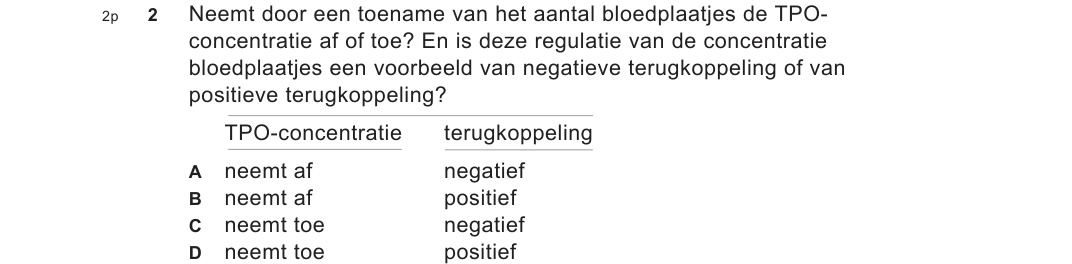 2p 2 Neemt door een toename van het aantal bloedplaatjes de TPO-
concentratie af of toe? En is deze regulatie van de concentratie
bloedplaatjes een voorbeeld van negatieve terugkoppeling of van
positieve terugkoppeling?
TPO-concentratie terugkoppeling
A neemt af negatief
B neemt af positief
C neemt toe negatief
D neemt toe positief